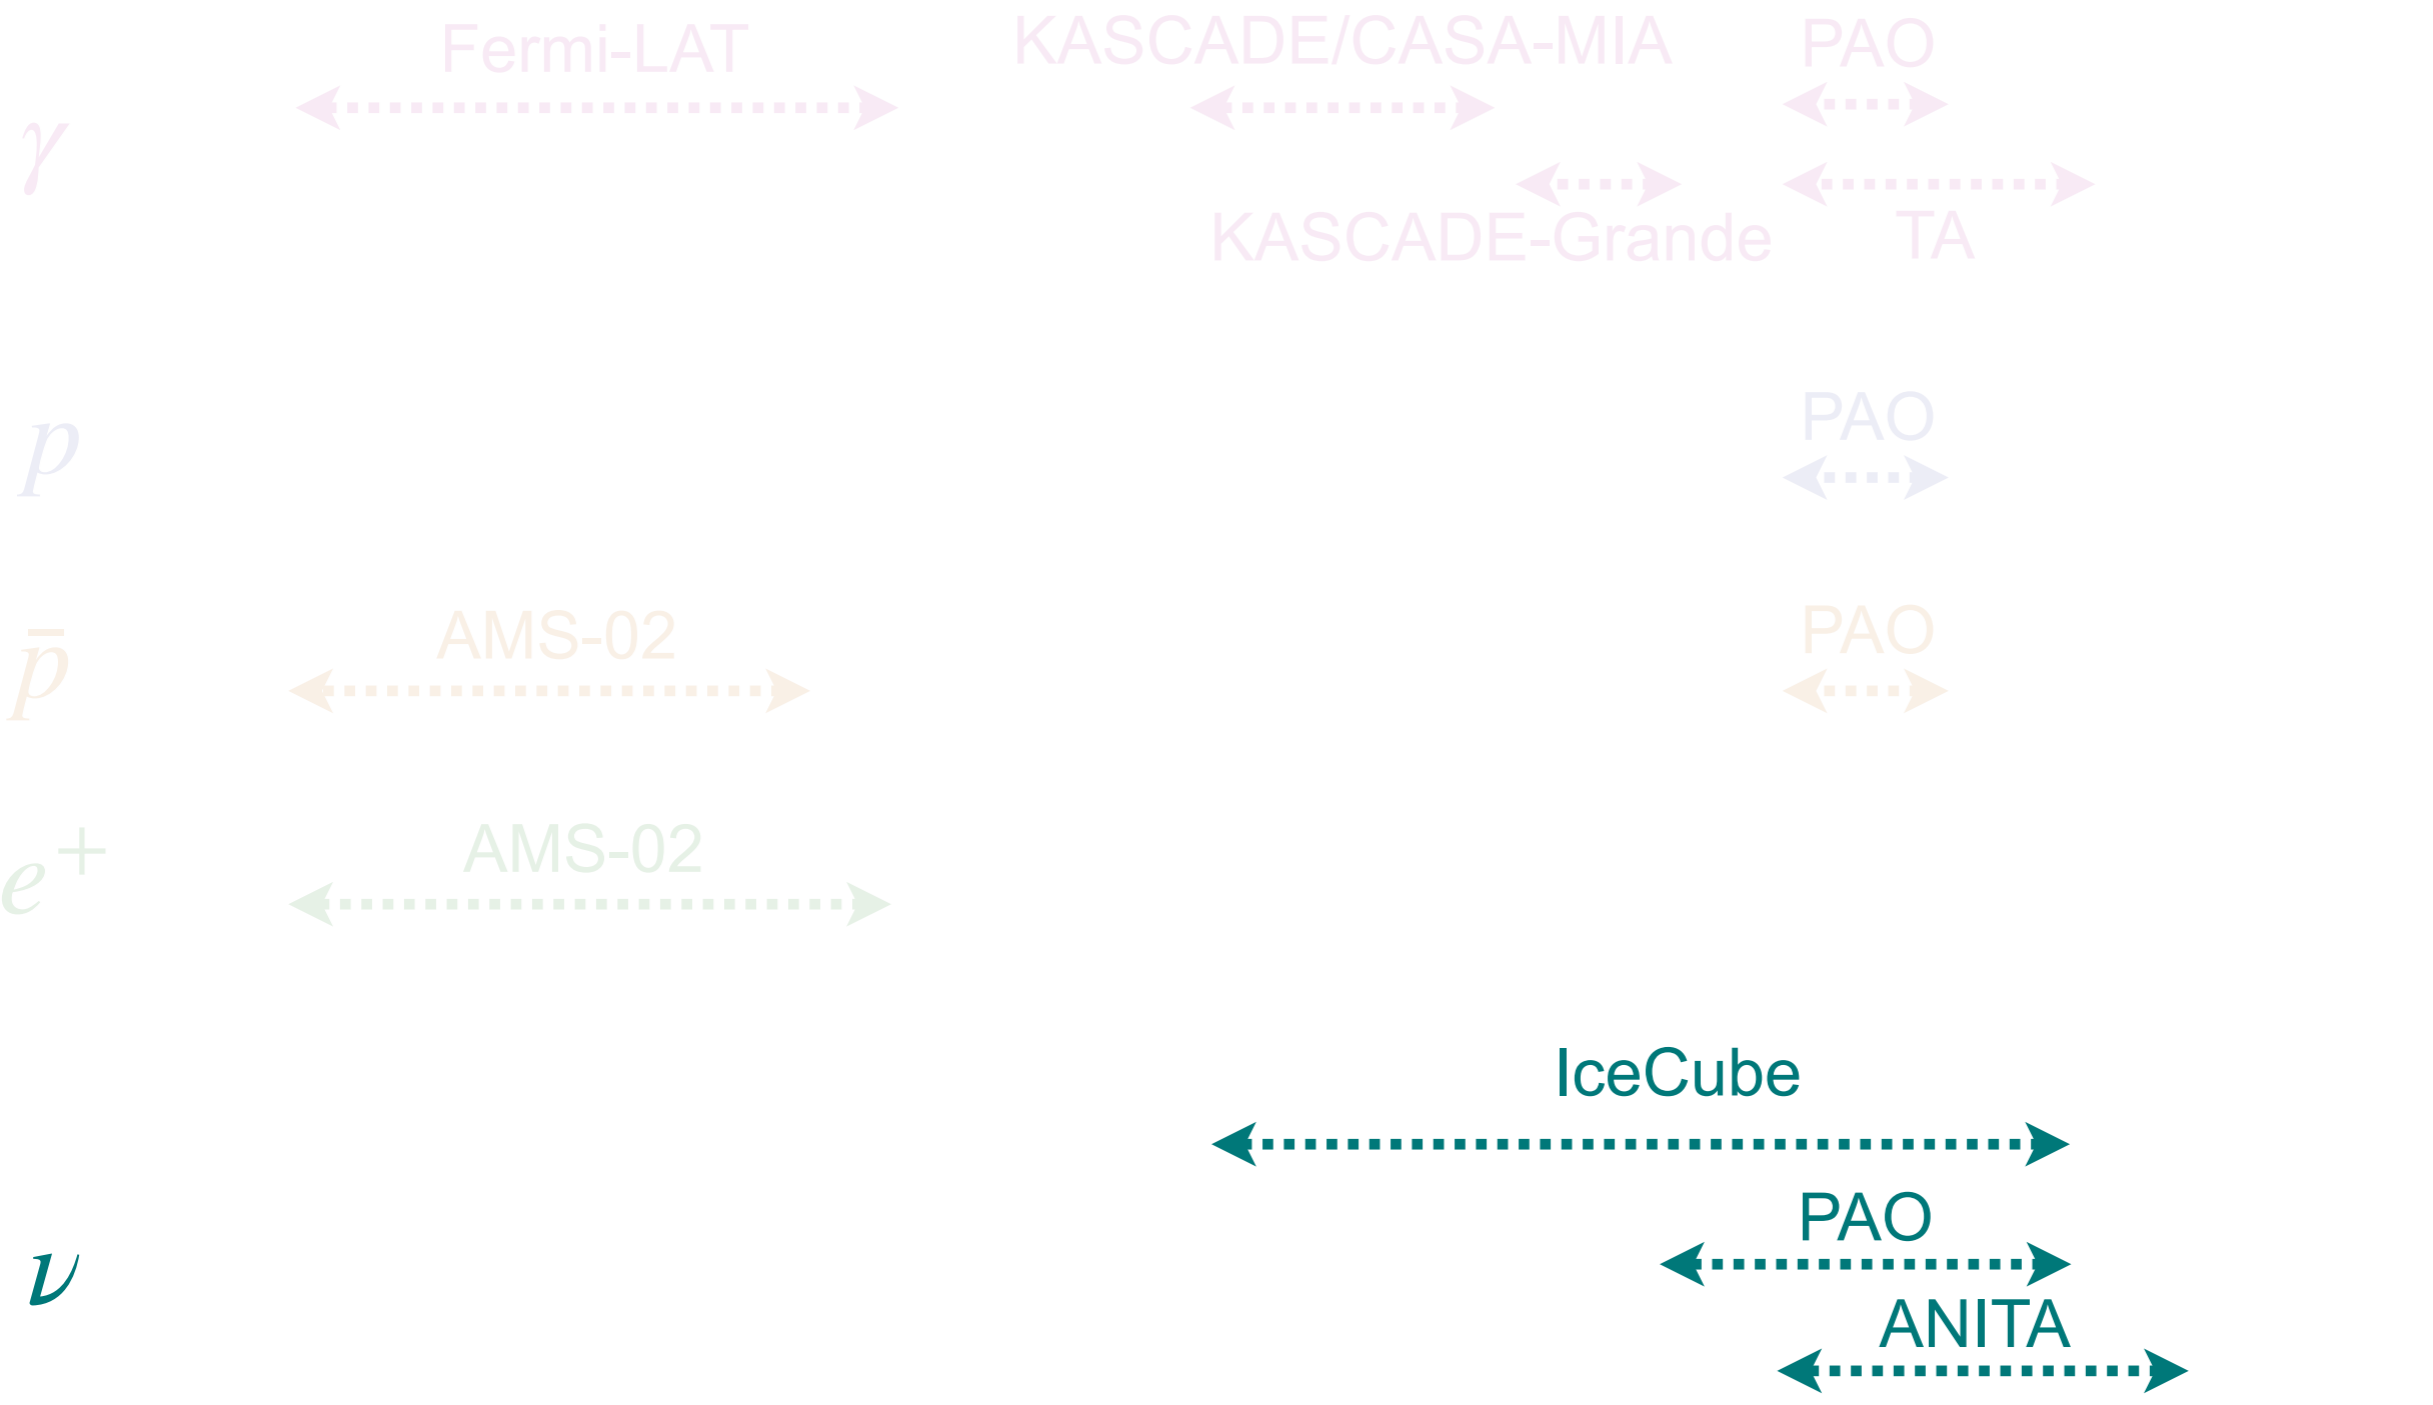 Fermi-LAT KASCADE/CASA-MIA PAO
γ
KASCADE-Grande TA
p PAO
p̄ AMS-02 PAO
e⁺ AMS-02
IceCube
PAO
ν
ANITA